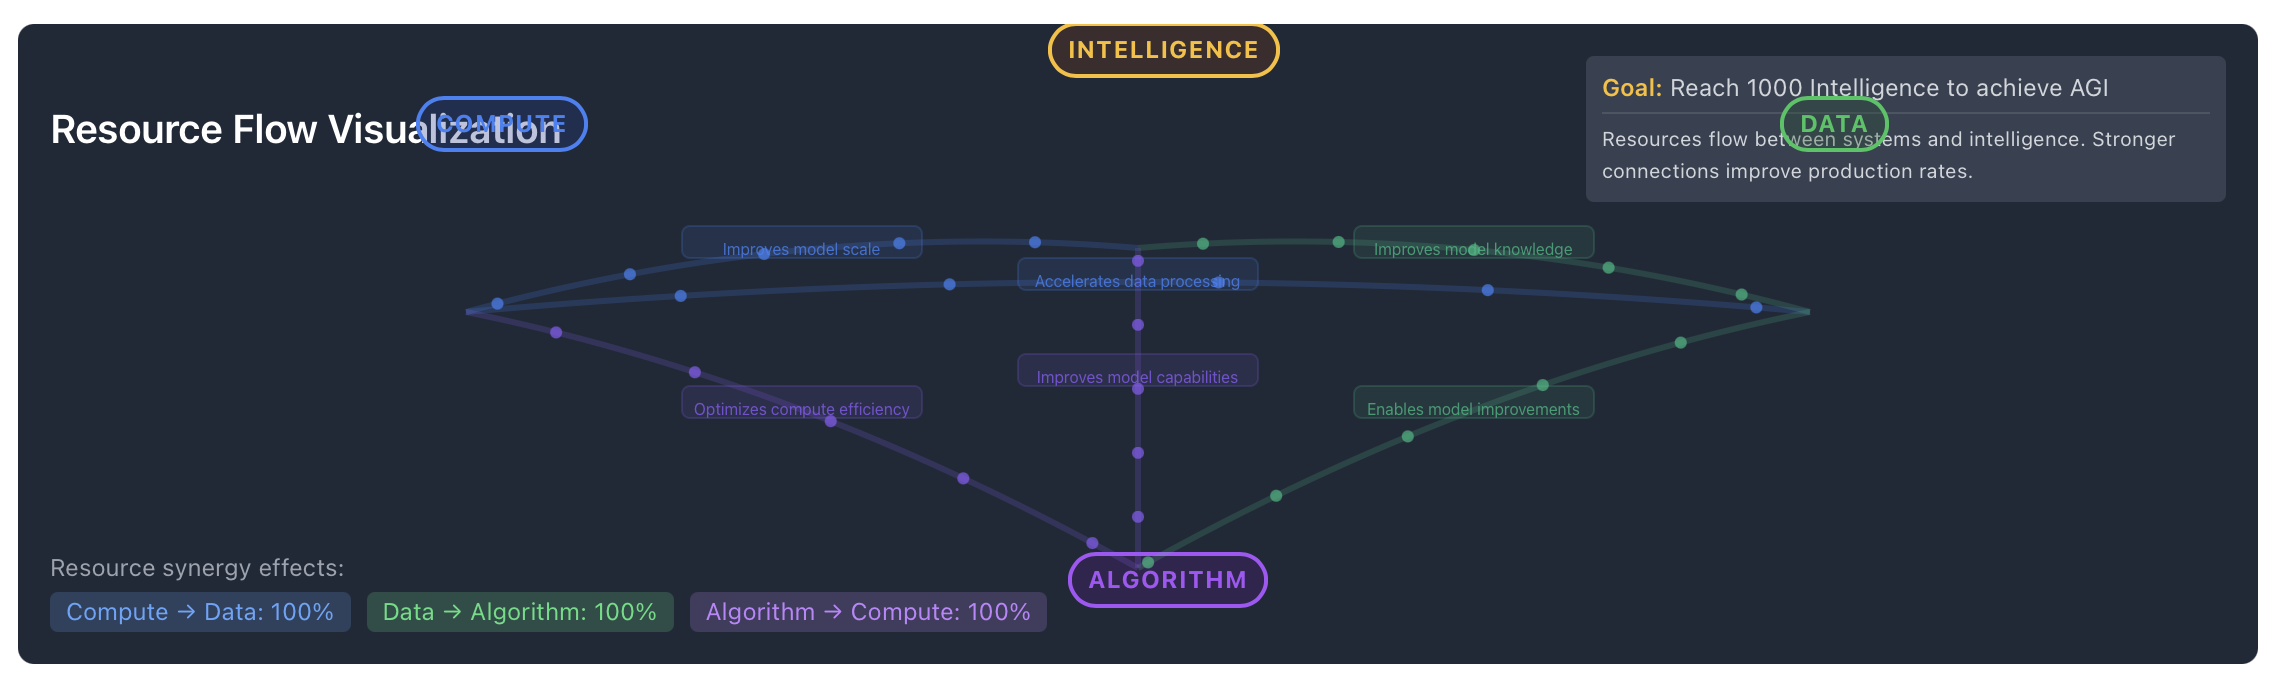 INTELLIGENCE
Resource Flow Visualization
COMPUTE
Goal: Reach 1000 Intelligence to achieve AGI
DATA
Resources flow between systems and intelligence. Stronger
connections improve production rates.
Improves model scale
Improves model knowledge
Accelerates data processing
Improves model capabilities
Optimizes compute efficiency
Enables model improvements
ALGORITHM
Resource synergy effects:
Compute → Data: 100%
Data → Algorithm: 100%
Algorithm → Compute: 100%